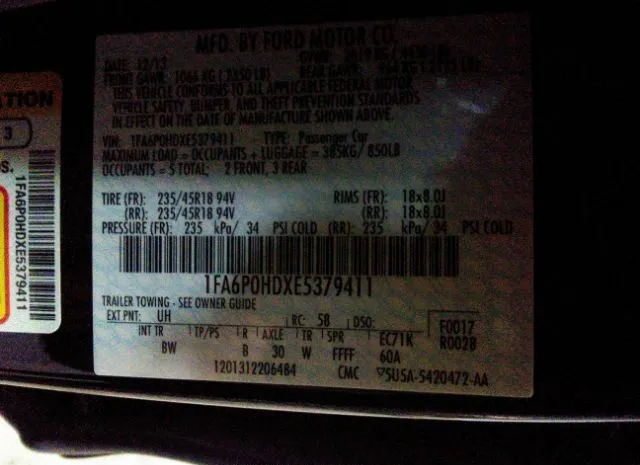 MFD. BY FORD MOTOR CO.
DATE: 12/13
FRONT GAWR: 1066 KG (2350 LB)
THIS VEHICLE CONFORMS TO ALL APPLICABLE FEDERAL MOTOR
VEHICLE SAFETY, BUMPER, AND THEFT PREVENTION STANDARDS
IN EFFECT ON THE DATE OF MANUFACTURE SHOWN ABOVE.
VIN: 1FA6P0HDXE5379411 TYPE: Passenger Car
MAXIMUM LOAD = OCCUPANTS + LUGGAGE = 385KG/ 850LB
OCCUPANTS = 5 TOTAL; 2 FRONT, 3 REAR
TIRE (FR): 235/45R18 94V RIMS (FR): 18x8.0J
(RR): 235/45R18 94V (RR): 18x8.0J
PRESSURE (FR): 235 kPa/ 34 PSI COLD (RR): 235 kPa/ 34 PSI COLD
1FA6P0HDXE5379411
TRAILER TOWING - SEE OWNER GUIDE
EXT PNT: UH RC: 58 DSO: F0017
INT TR TP/PS R AXLE TR SPR EC71K R0028
BW B 30 W FFFF 60A
1201312206484 CMC 5U5A-5420472-AA
ATION
3
S.
1FA6P0HDXE5379411